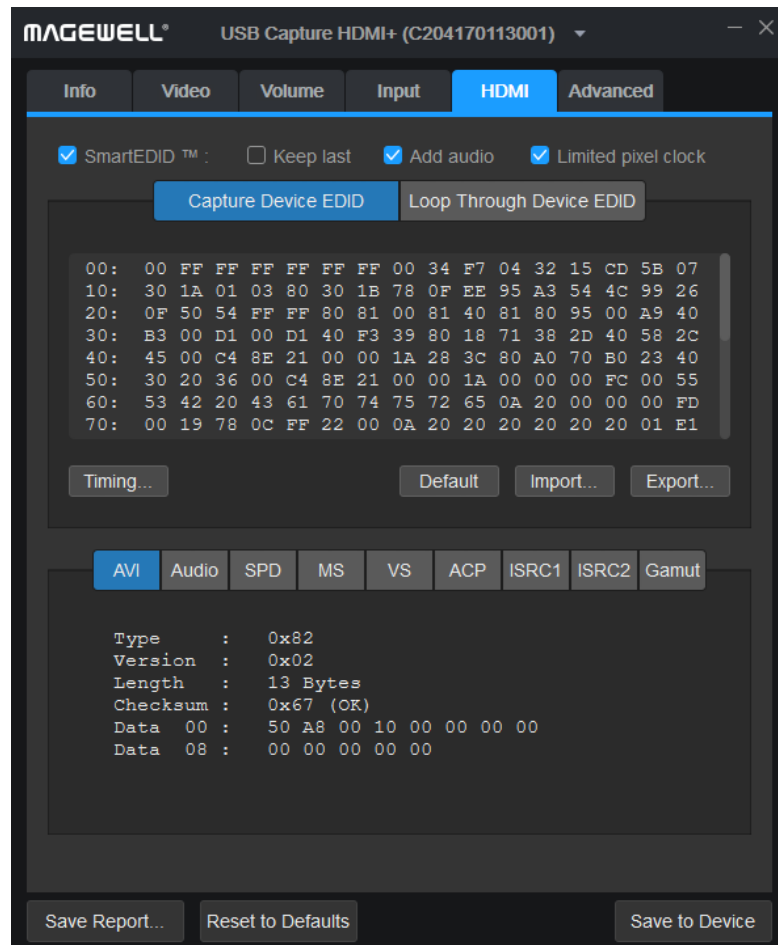 MAGEWELL® USB Capture HDMI+ (C204170113001)
Info Video Volume Input HDMI Advanced
SmartEDID ™ : Keep last Add audio Limited pixel clock
Capture Device EDID Loop Through Device EDID
00: 00 FF FF FF FF FF FF 00 34 F7 04 32 15 CD 5B 07
10: 30 1A 01 03 80 30 1B 78 0F EE 95 A3 54 4C 99 26
20: 0F 50 54 FF FF 80 81 00 81 40 81 80 95 00 A9 40
30: B3 00 D1 00 D1 40 F3 39 80 18 71 38 2D 40 58 2C
40: 45 00 C4 8E 21 00 00 1A 28 3C 80 A0 70 B0 23 40
50: 30 20 36 00 C4 8E 21 00 00 1A 00 00 00 FC 00 55
60: 53 42 20 43 61 70 74 75 72 65 0A 20 00 00 00 FD
70: 00 19 78 0C FF 22 00 0A 20 20 20 20 20 20 01 E1
Timing... Default Import... Export...
AVI Audio SPD MS VS ACP ISRC1 ISRC2 Gamut
Type : 0x82
Version : 0x02
Length : 13 Bytes
Checksum : 0x67 (OK)
Data 00 : 50 A8 00 10 00 00 00 00
Data 08 : 00 00 00 00 00
Save Report... Reset to Defaults Save to Device